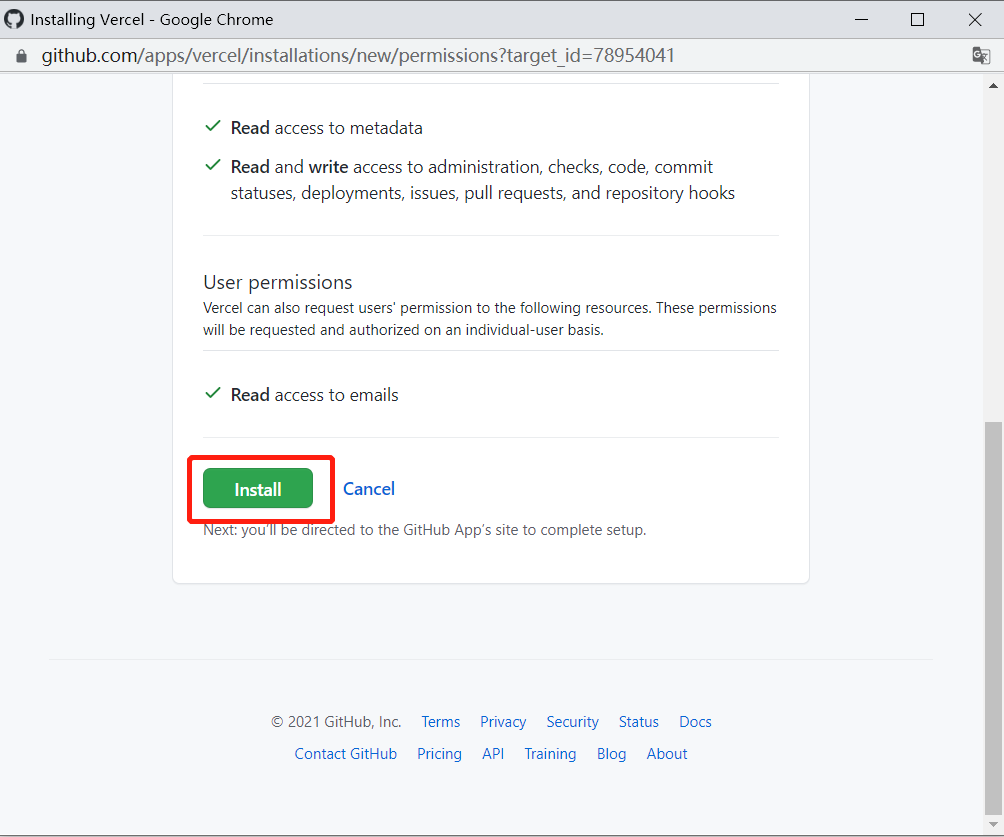 Installing Vercel - Google Chrome
github.com/apps/vercel/installations/new/permissions?target_id=78954041
Read access to metadata
Read and write access to administration, checks, code, commit
statuses, deployments, issues, pull requests, and repository hooks
User permissions
Vercel can also request users' permission to the following resources. These permissions
will be requested and authorized on an individual-user basis.
Read access to emails
Install Cancel
Next: you'll be directed to the GitHub App's site to complete setup.
© 2021 GitHub, Inc. Terms Privacy Security Status Docs
Contact GitHub Pricing API Training Blog About